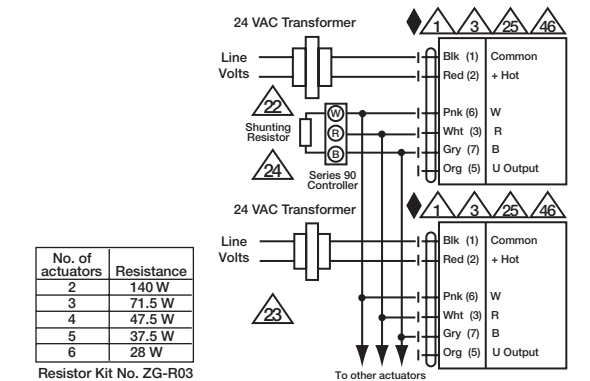 24 VAC Transformer
1 3 25 46
Line
Volts
Blk (1) Common
Red (2) + Hot
22
Shunting
Resistor
24
W
R
B
Series 90
Controller
Pnk (6) W
Wht (3) R
Gry (7) B
Org (5) U Output
24 VAC Transformer
1 3 25 46
Line
Volts
Blk (1) Common
Red (2) + Hot
23
Pnk (6) W
Wht (3) R
Gry (7) B
Org (5) U Output
To other actuators
No. of
actuators Resistance
2 140 W
3 71.5 W
4 47.5 W
5 37.5 W
6 28 W
Resistor Kit No. ZG-R03